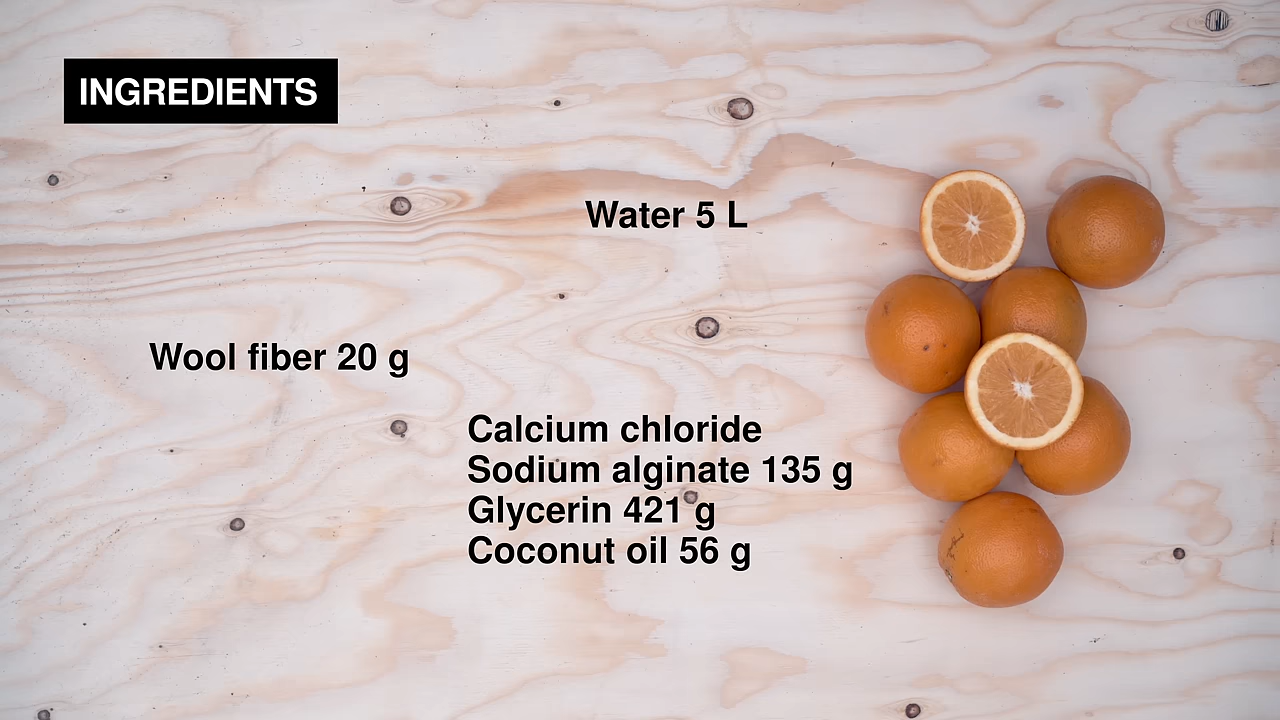 INGREDIENTS
Water 5 L
Wool fiber 20 g
Calcium chloride
Sodium alginate 135 g
Glycerin 421 g
Coconut oil 56 g